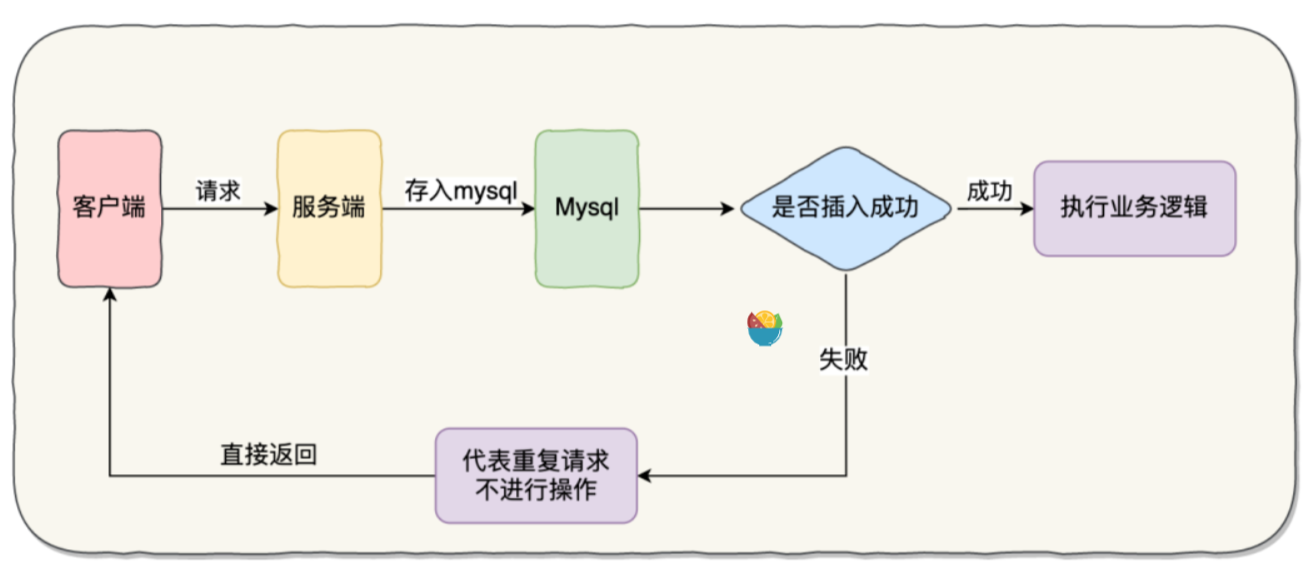 客户端
请求
服务端
存入mysql
Mysql
是否插入成功
成功
执行业务逻辑
失败
代表重复请求
不进行操作
直接返回